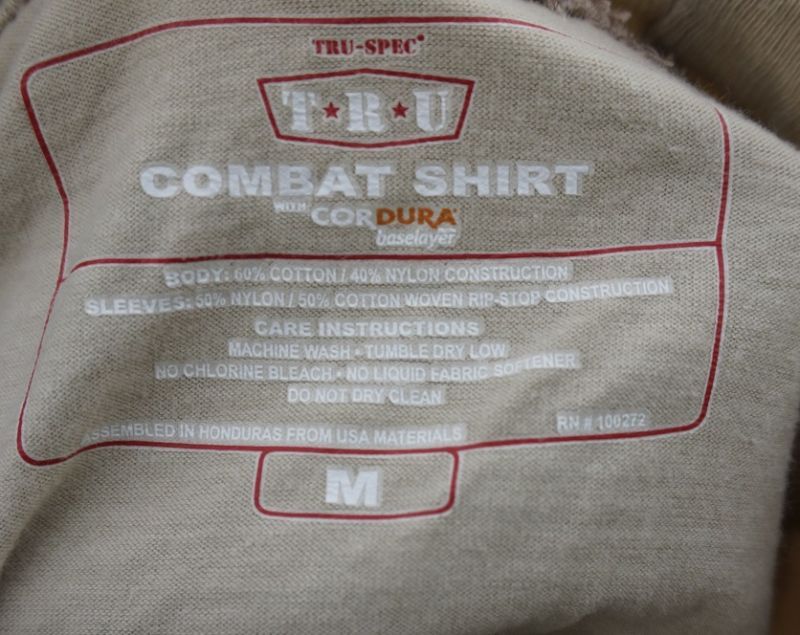 TRU-SPEC®
T★R★U
COMBAT SHIRT
WITH CORDURA®
baselayer
BODY: 60% COTTON / 40% NYLON CONSTRUCTION
SLEEVES: 50% NYLON / 50% COTTON WOVEN RIP-STOP CONSTRUCTION
CARE INSTRUCTIONS
MACHINE WASH • TUMBLE DRY LOW
NO CHLORINE BLEACH • NO LIQUID FABRIC SOFTENER
DO NOT DRY CLEAN
RN # 100272
ASSEMBLED IN HONDURAS FROM USA MATERIALS
M